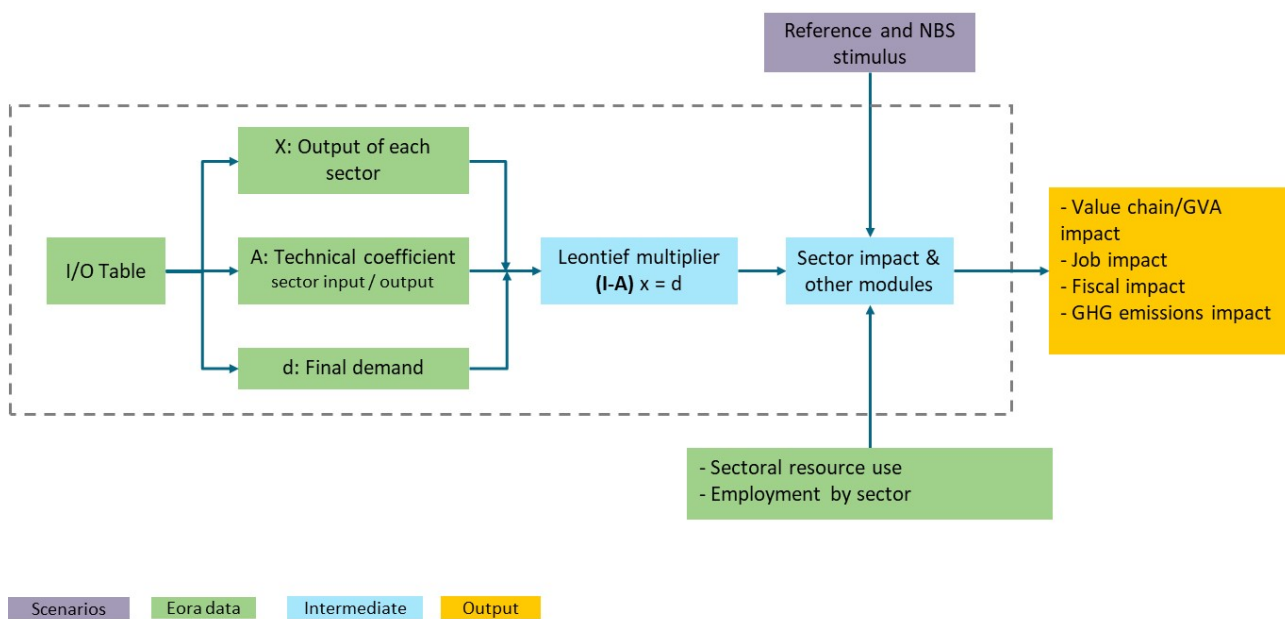 Reference and NBS
stimulus
X: Output of each
sector
I/O Table
A: Technical coefficient
sector input / output
d: Final demand
Leontief multiplier
(I-A) x = d
Sector impact &
other modules
- Value chain/GVA
impact
- Job impact
- Fiscal impact
- GHG emissions impact
- Sectoral resource use
- Employment by sector
Scenarios
Eora data
Intermediate
Output